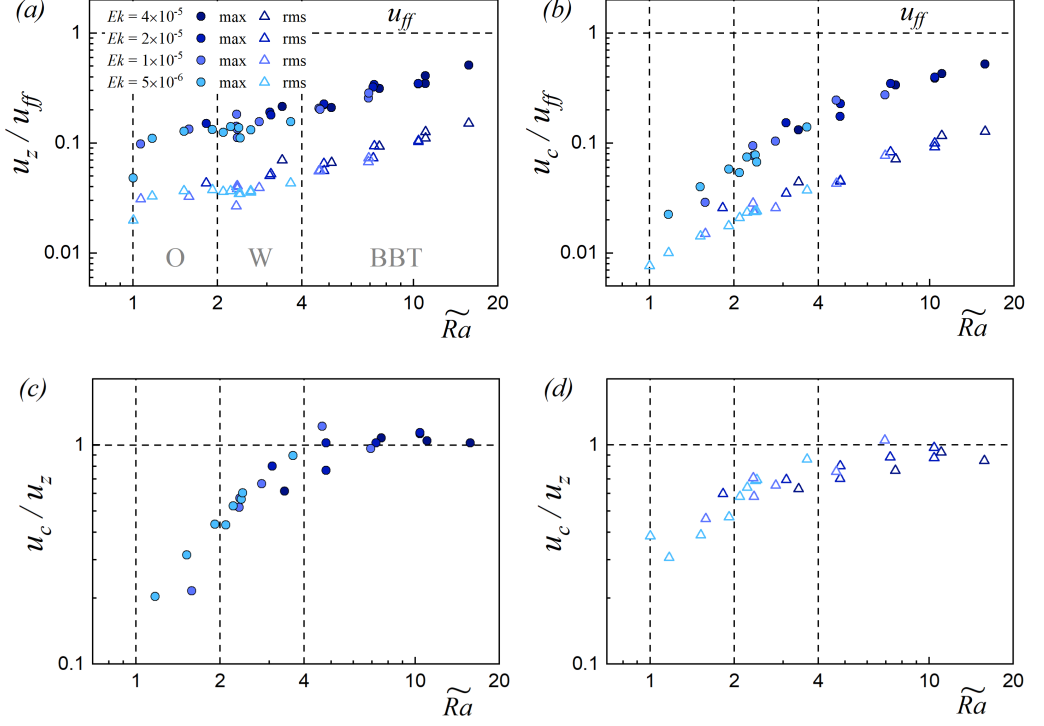 (a)
u_ff
Ek = 4×10⁻⁵ max rms
Ek = 2×10⁻⁵ max rms
Ek = 1×10⁻⁵ max rms
Ek = 5×10⁻⁶ max rms
u_z / u_ff
1
0.1
0.01
O W BBT
1 2 4 10 20
R̃a
(b)
u_ff
u_c / u_ff
1
0.1
0.01
1 2 4 10 20
R̃a
(c)
u_c / u_z
1
0.1
1 2 4 10 20
R̃a
(d)
u_c / u_z
1
0.1
1 2 4 10 20
R̃a